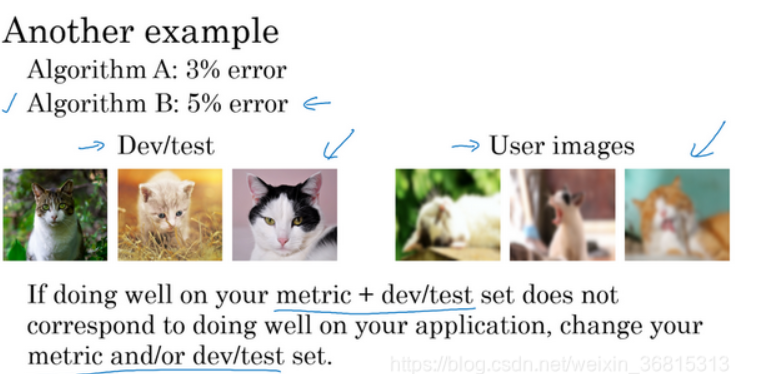 Another example
Algorithm A: 3% error
Algorithm B: 5% error
Dev/test
User images
If doing well on your metric + dev/test set does not
correspond to doing well on your application, change your
metric and/or dev/test set.
https://blog.csdn.net/weixin_36815313